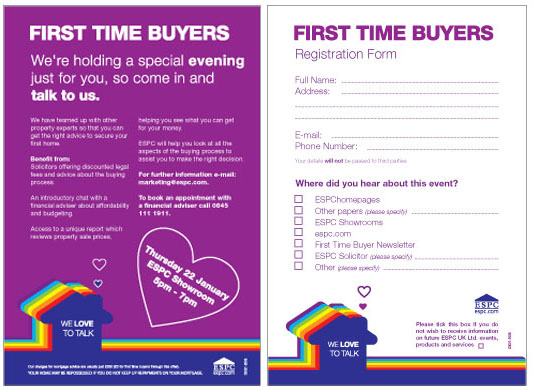 FIRST TIME BUYERS
We're holding a special evening
just for you, so come in and
talk to us.
We have teamed up with other
property experts so that you can
get the right advice to secure your
first home.
Benefit from:
Solicitors offering discounted legal
fees and advice about the buying
process.
An introductory chat with a
financial adviser about affordability
and budgeting.
Access to a unique report which
reviews property sale prices,
helping you see what you can get
for your money.
ESPC will help you look at all the
aspects of the buying process to
assist you to make the right decision.
For further information e-mail:
marketing@espc.com.
To book an appointment with
a financial adviser call 0845
111 1911.
Thursday 22 January
ESPC Showroom
5pm - 7pm
WE LOVE
TO TALK
YOUR HOME MAY BE REPOSSESSED IF YOU DO NOT KEEP UP REPAYMENTS ON YOUR MORTGAGE.
ESPC
espc.com
FIRST TIME BUYERS
Registration Form
Full Name:
Address:
E-mail:
Phone Number:
Your details will not be passed to third parties
Where did you hear about this event?
ESPChomepages
Other papers (please specify)
ESPC Showrooms
espc.com
First Time Buyer Newsletter
ESPC Solicitor (please specify)
Other (please specify)
WE LOVE
TO TALK
ESPC
espc.com
Please tick this box if you do
not wish to receive information
on future ESPC UK Ltd. events,
products and services